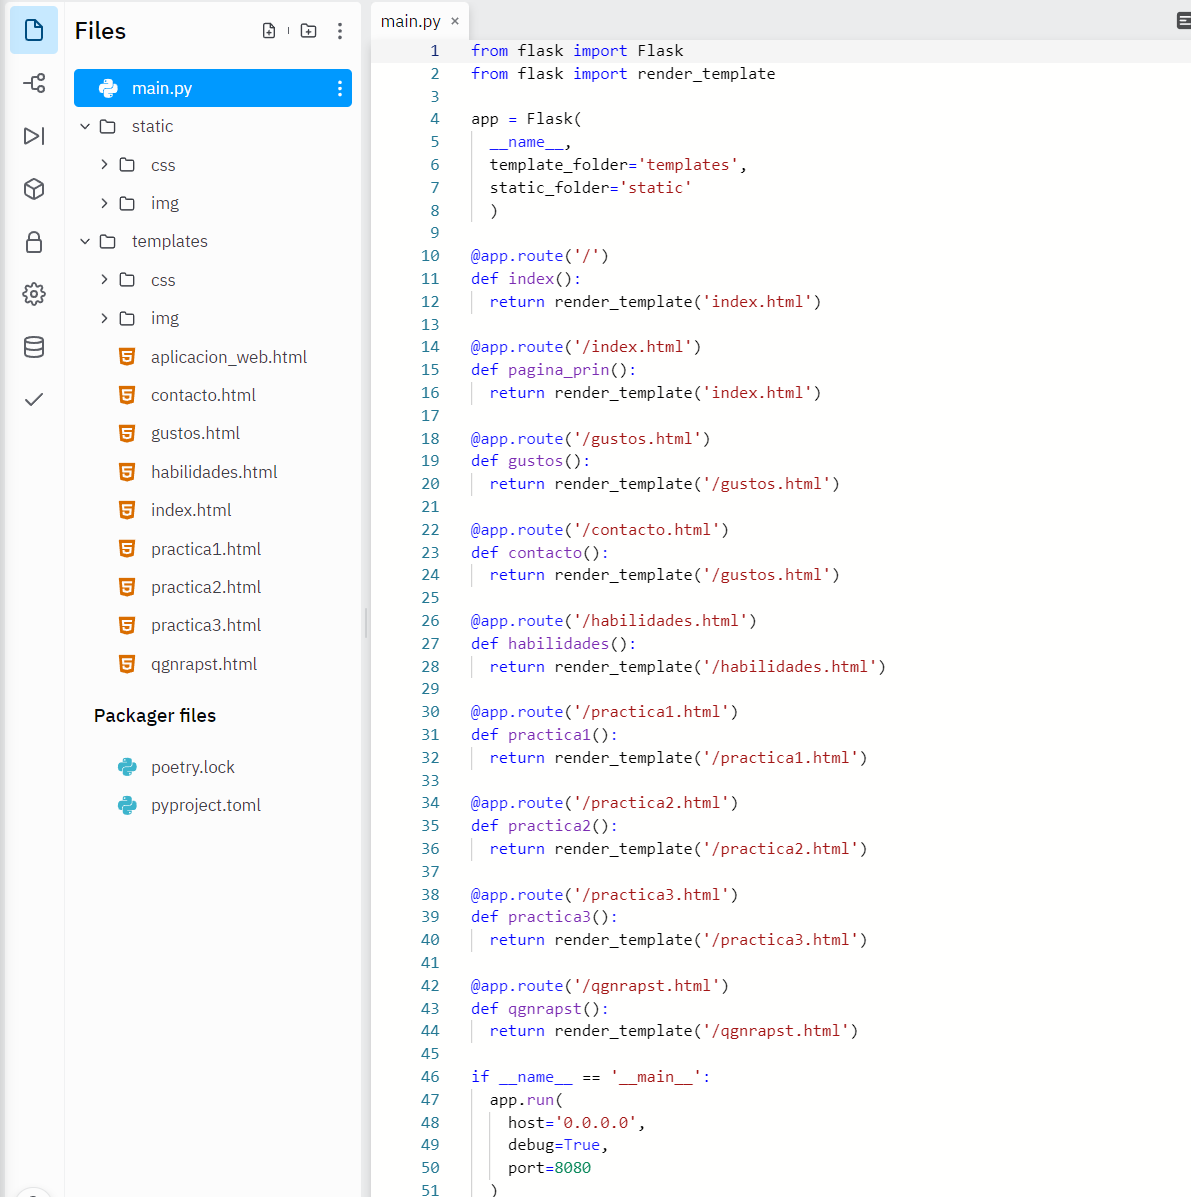 Files
main.py
static
css
img
templates
css
img
aplicacion_web.html
contacto.html
gustos.html
habilidades.html
index.html
practica1.html
practica2.html
practica3.html
qgnrapst.html
Packager files
poetry.lock
pyproject.toml
main.py ×
1 from flask import Flask
2 from flask import render_template
3
4 app = Flask(
5   __name__,
6   template_folder='templates',
7   static_folder='static'
8   )
9
10 @app.route('/')
11 def index():
12   return render_template('index.html')
13
14 @app.route('/index.html')
15 def pagina_prin():
16   return render_template('index.html')
17
18 @app.route('/gustos.html')
19 def gustos():
20   return render_template('/gustos.html')
21
22 @app.route('/contacto.html')
23 def contacto():
24   return render_template('/gustos.html')
25
26 @app.route('/habilidades.html')
27 def habilidades():
28   return render_template('/habilidades.html')
29
30 @app.route('/practica1.html')
31 def practica1():
32   return render_template('/practica1.html')
33
34 @app.route('/practica2.html')
35 def practica2():
36   return render_template('/practica2.html')
37
38 @app.route('/practica3.html')
39 def practica3():
40   return render_template('/practica3.html')
41
42 @app.route('/qgnrapst.html')
43 def qgnrapst():
44   return render_template('/qgnrapst.html')
45
46 if __name__ == '__main__':
47   app.run(
48     host='0.0.0.0',
49     debug=True,
50     port=8080
51   )